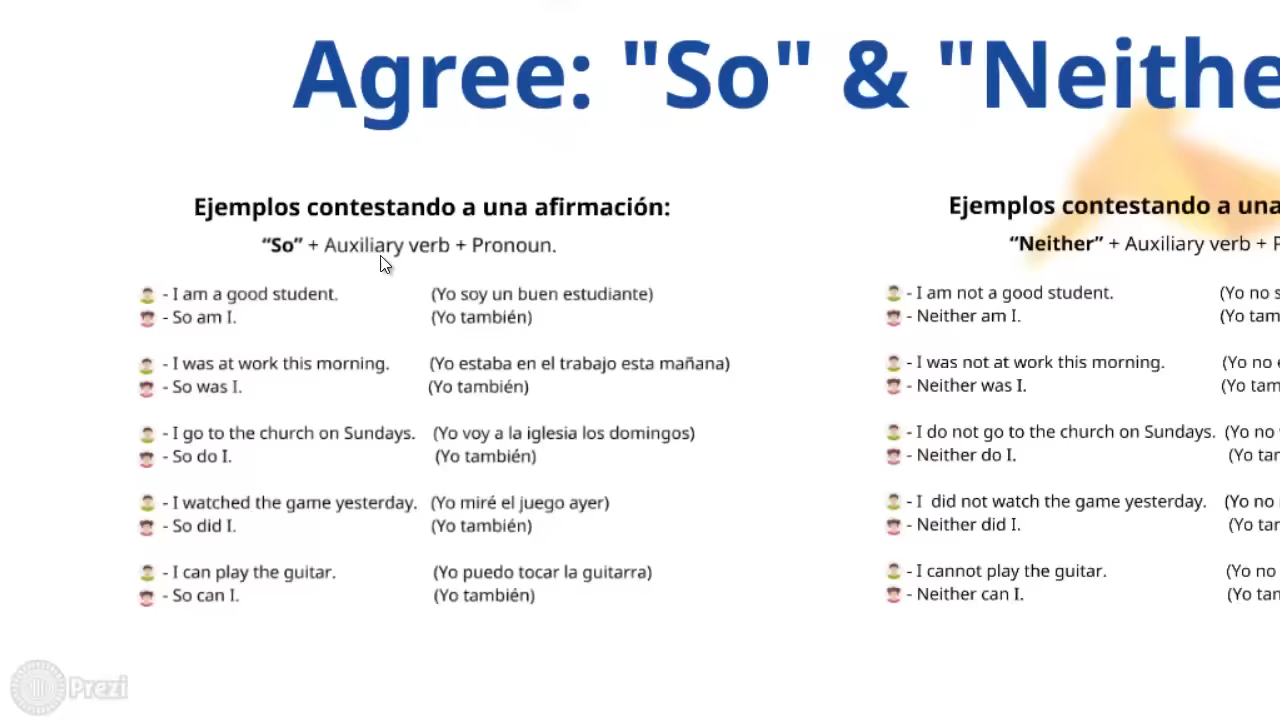 Agree: "So" & "Neithe
Ejemplos contestando a una afirmación:
“So” + Auxiliary verb + Pronoun.
- I am a good student. (Yo soy un buen estudiante)
- So am I. (Yo también)
- I was at work this morning. (Yo estaba en el trabajo esta mañana)
- So was I. (Yo también)
- I go to the church on Sundays. (Yo voy a la iglesia los domingos)
- So do I. (Yo también)
- I watched the game yesterday. (Yo miré el juego ayer)
- So did I. (Yo también)
- I can play the guitar. (Yo puedo tocar la guitarra)
- So can I. (Yo también)
Ejemplos contestando a una
“Neither” + Auxiliary verb + P
- I am not a good student. (Yo no s
- Neither am I. (Yo tam
- I was not at work this morning. (Yo no e
- Neither was I. (Yo tam
- I do not go to the church on Sundays. (Yo no
- Neither do I. (Yo tar
- I did not watch the game yesterday. (Yo no
- Neither did I. (Yo tar
- I cannot play the guitar. (Yo no
- Neither can I. (Yo tan
Prezi